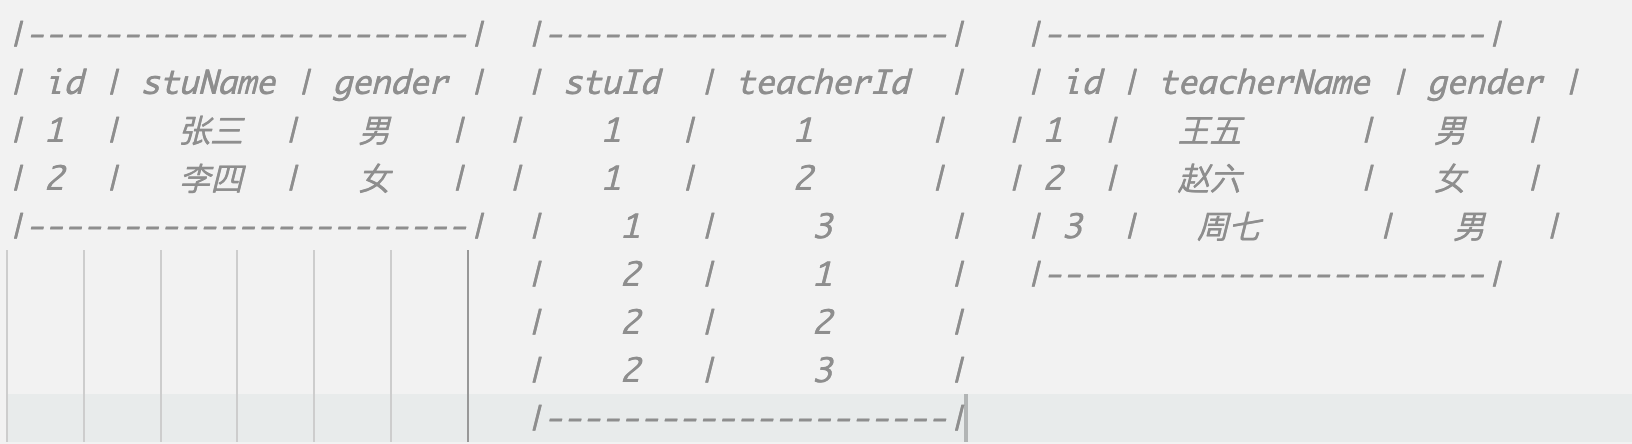 |-----------------------|  |---------------------|   |-----------------------|
| id | stuName | gender |  | stuId  | teacherId  |   | id | teacherName | gender |
| 1  |   张三  |   男   |  |    1   |     1      |   | 1  |   王五      |   男   |
| 2  |   李四  |   女   |  |    1   |     2      |   | 2  |   赵六      |   女   |
|-----------------------|  |    1   |     3      |   | 3  |   周七      |   男   |
|    2   |     1      |   |-----------------------|
|    2   |     2      |
|    2   |     3      |
|---------------------|